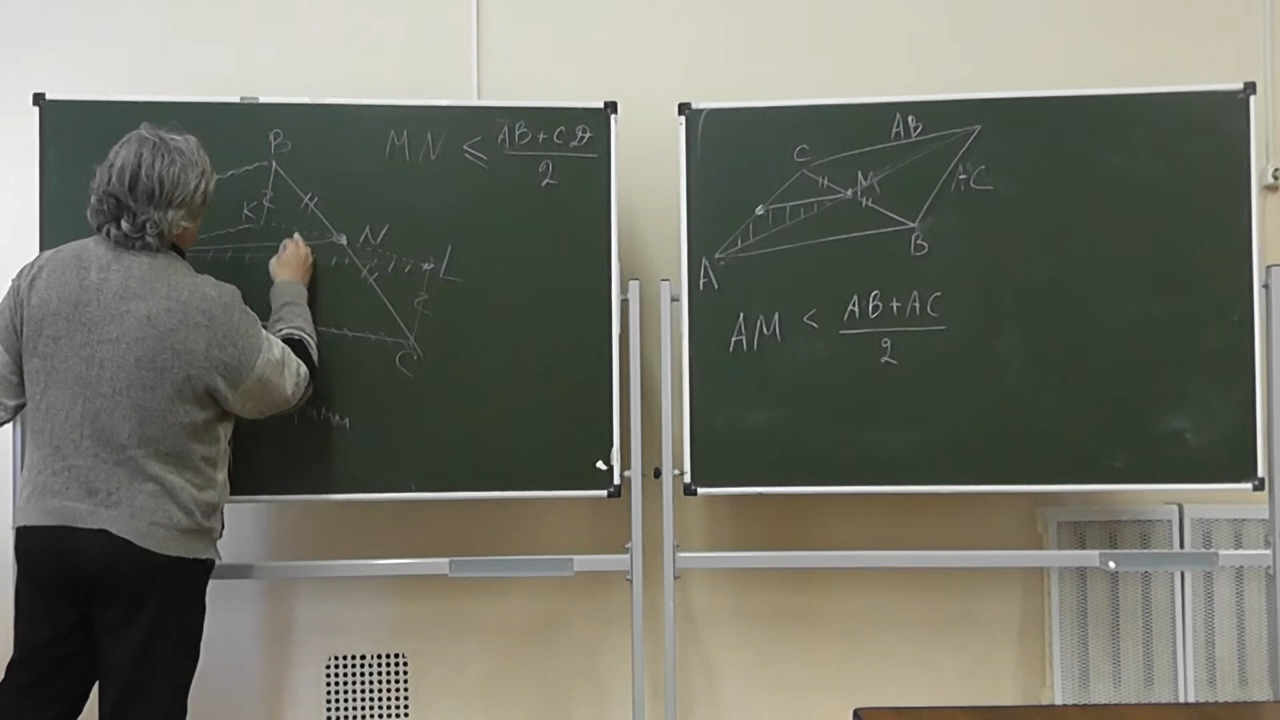 MN ≤ (AB+CD)/2
B
K
N
L
C
AB
C
M
AC
B
A
AM < (AB+AC)/2